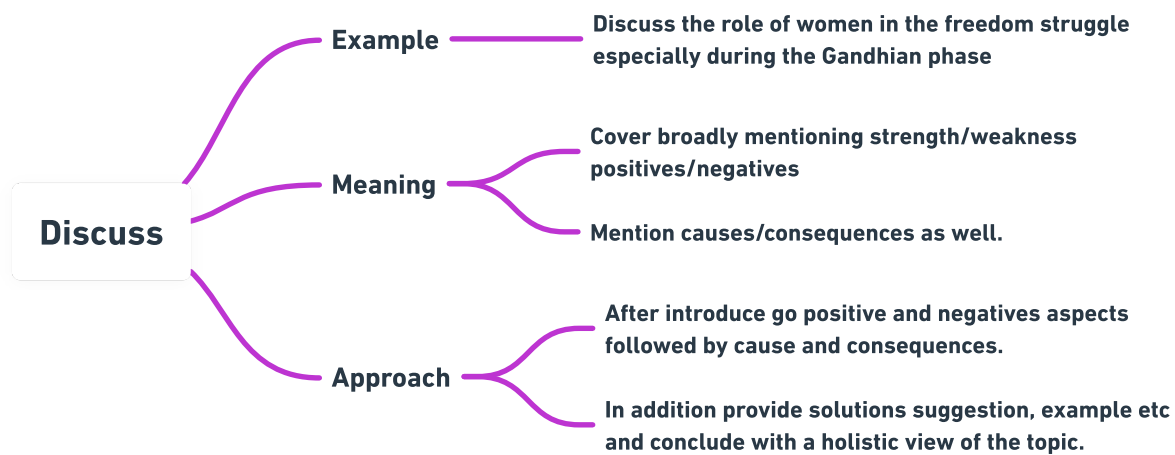 Example
Discuss the role of women in the freedom struggle
especially during the Gandhian phase
Cover broadly mentioning strength/weakness
positives/negatives
Meaning
Discuss
Mention causes/consequences as well.
After introduce go positive and negatives aspects
followed by cause and consequences.
Approach
In addition provide solutions suggestion, example etc
and conclude with a holistic view of the topic.